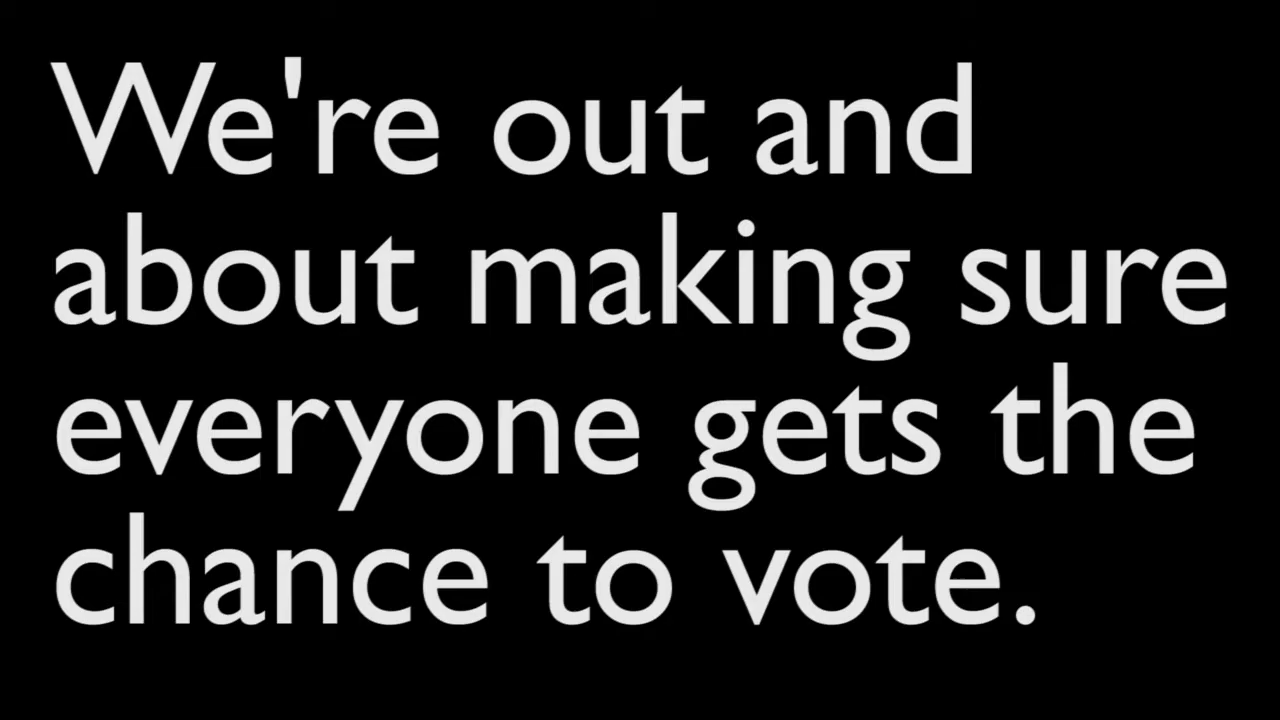 We're out and
about making sure
everyone gets the
chance to vote.